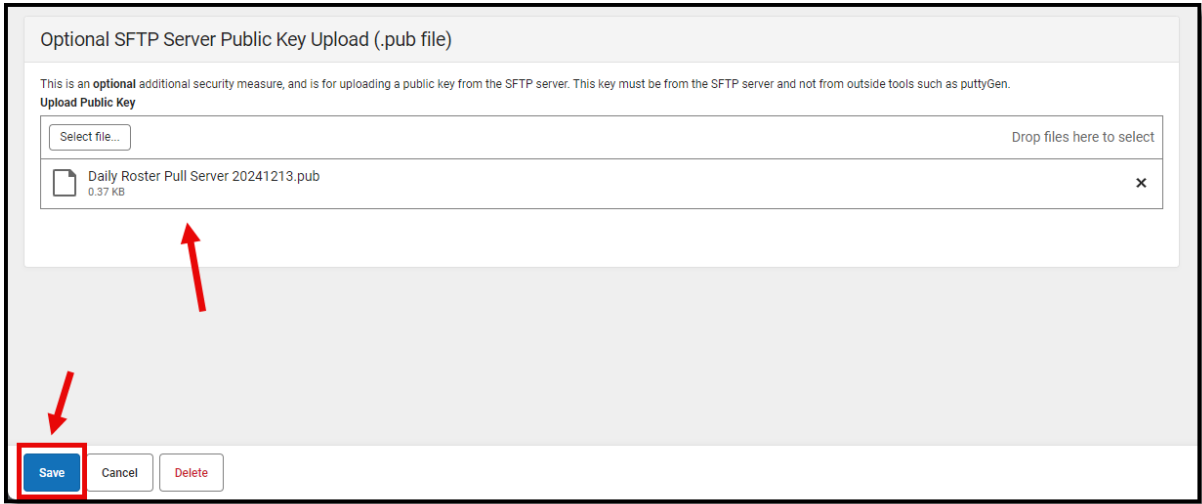 Optional SFTP Server Public Key Upload (.pub file)
This is an optional additional security measure, and is for uploading a public key from the SFTP server. This key must be from the SFTP server and not from outside tools such as puttyGen.
Upload Public Key
Select file... Drop files here to select
Daily Roster Pull Server 20241213.pub
0.37 KB
Save Cancel Delete